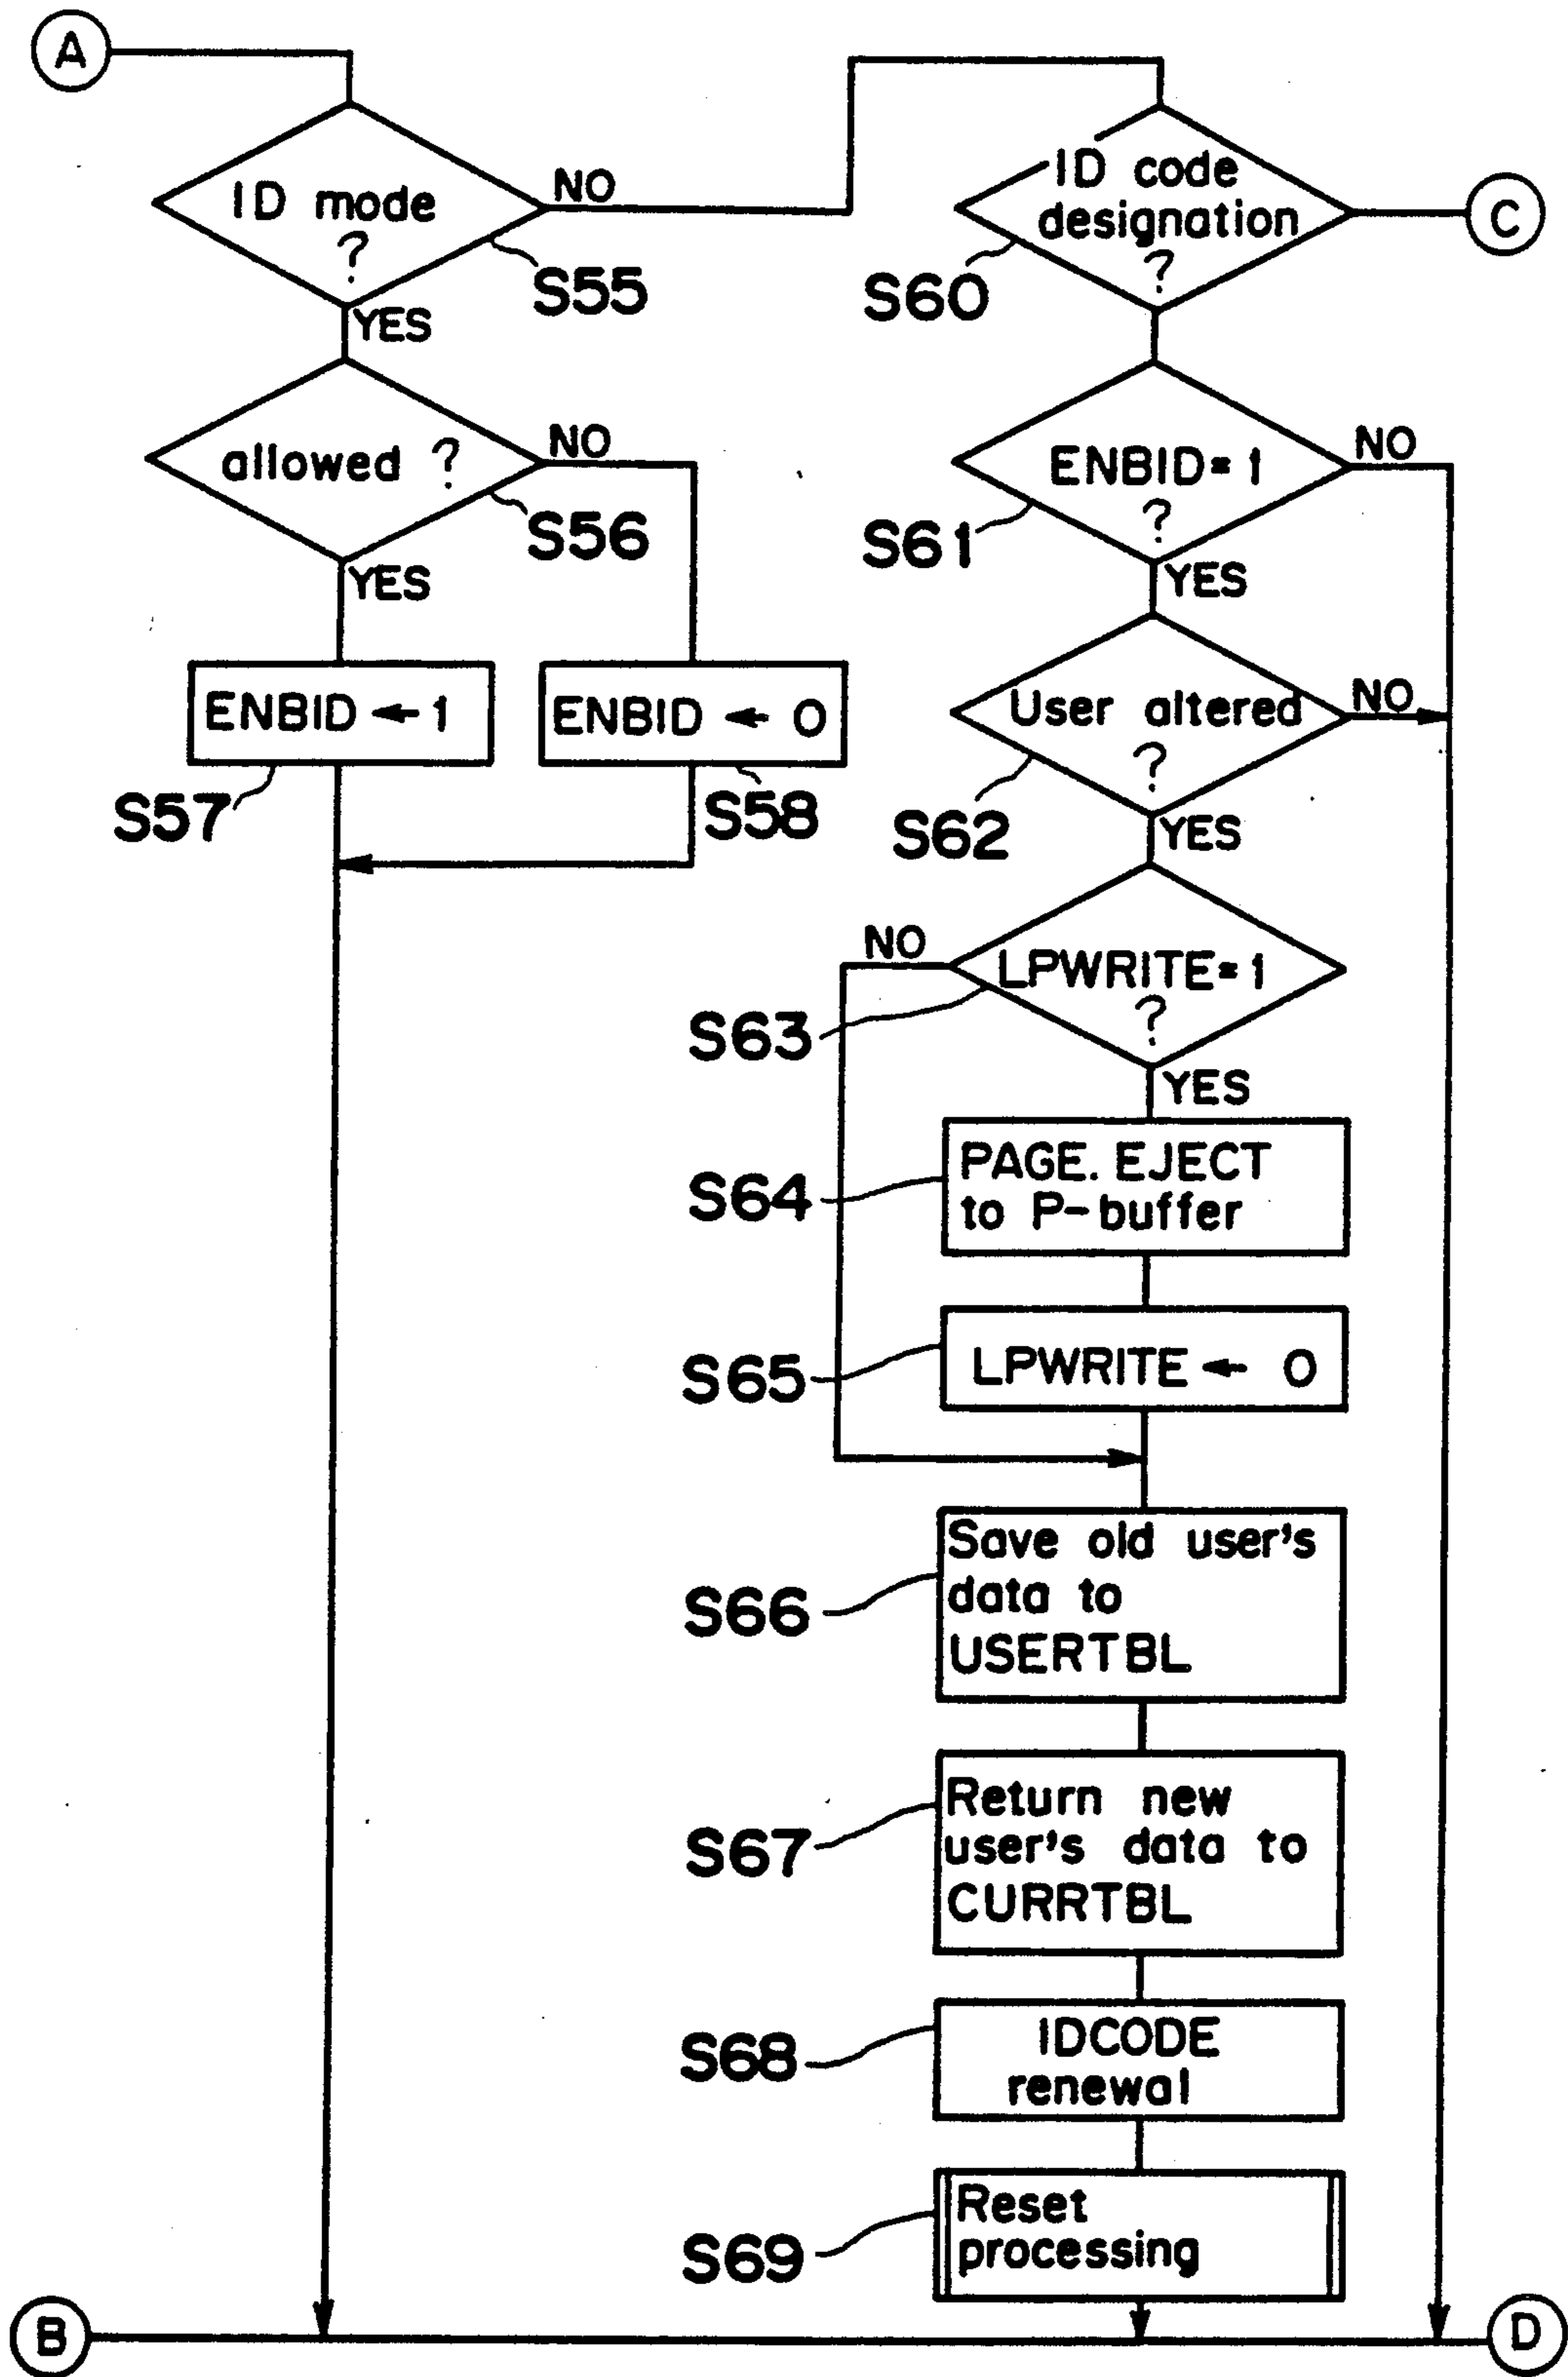 A
ID mode
?
NO
S55
YES
allowed ?
NO
S56
YES
ENBID ← 1
S57
ENBID ← 0
S58
ID code
designation
?
C
S60
ENBID = 1
?
NO
S61
YES
User altered
?
NO
S62
YES
LPWRITE = 1
?
NO
S63
YES
PAGE. EJECT
to P-buffer
S64
LPWRITE ← 0
S65
Save old user's
data to
USERTBL
S66
Return new
user's data to
CURRTBL
S67
IDCODE
renewal
S68
Reset
processing
S69
B
D